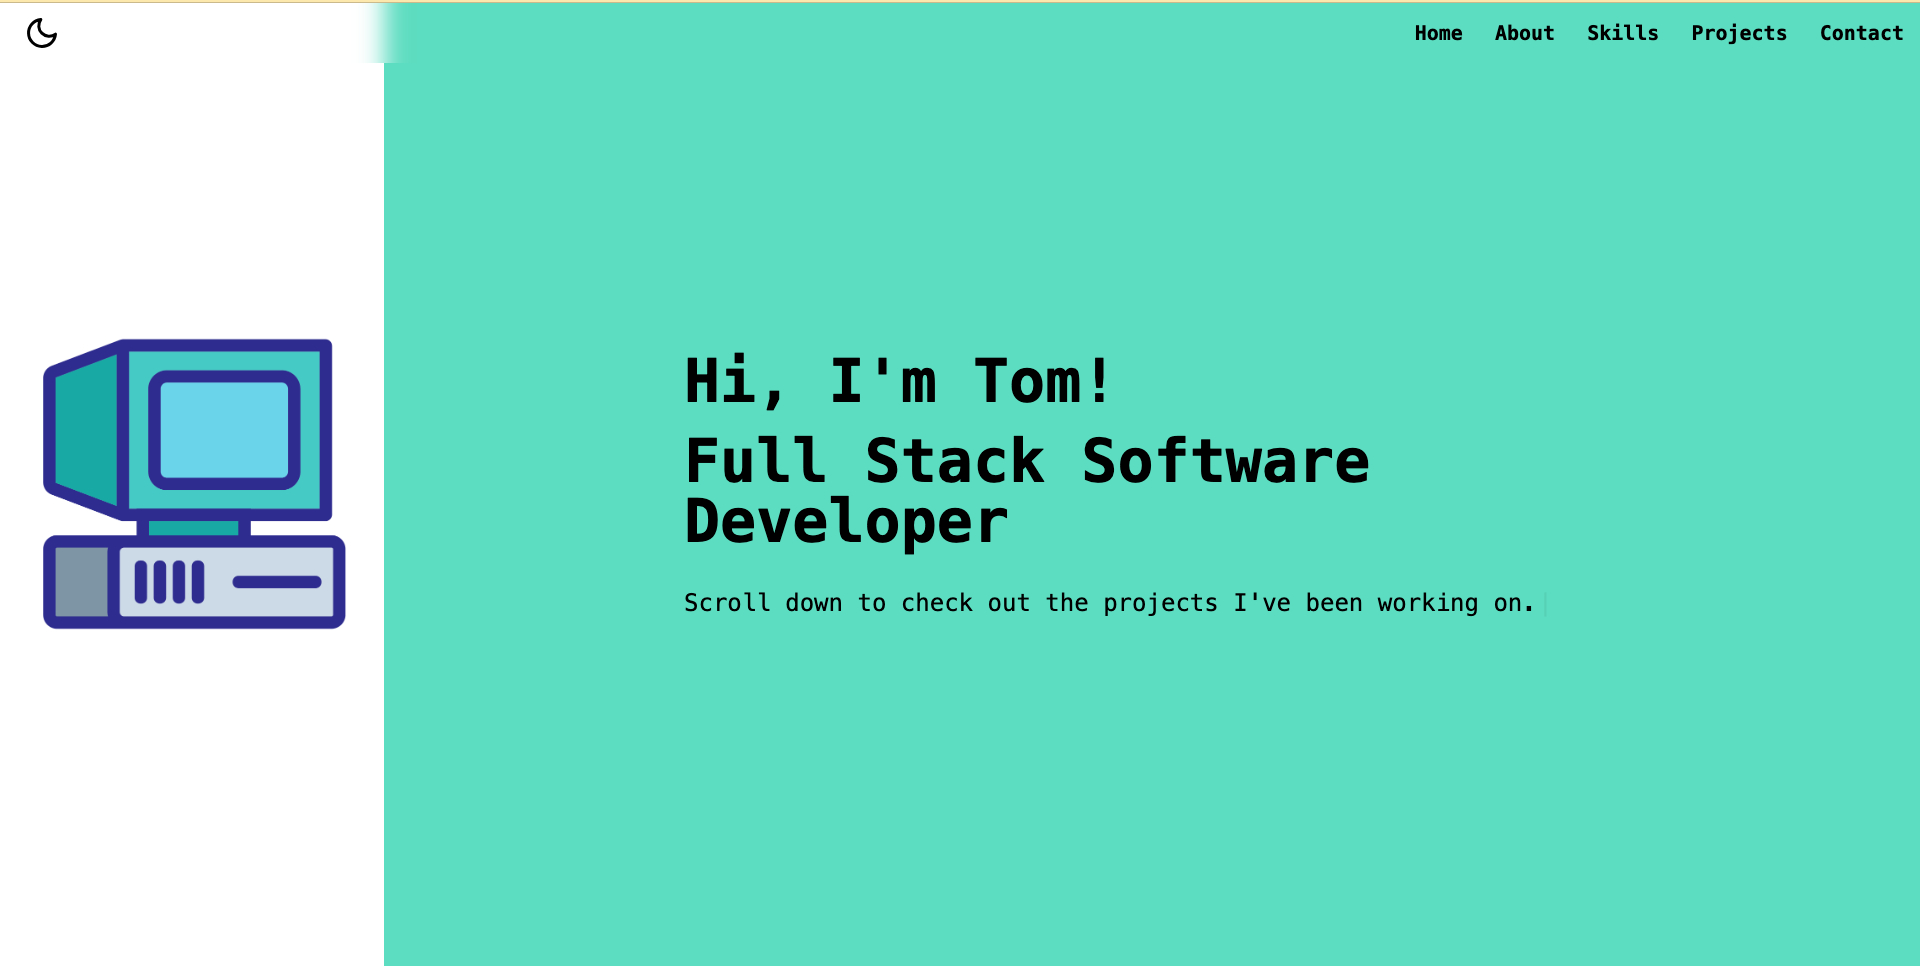 Home About Skills Projects Contact
Hi, I'm Tom!
Full Stack Software
Developer
Scroll down to check out the projects I've been working on.